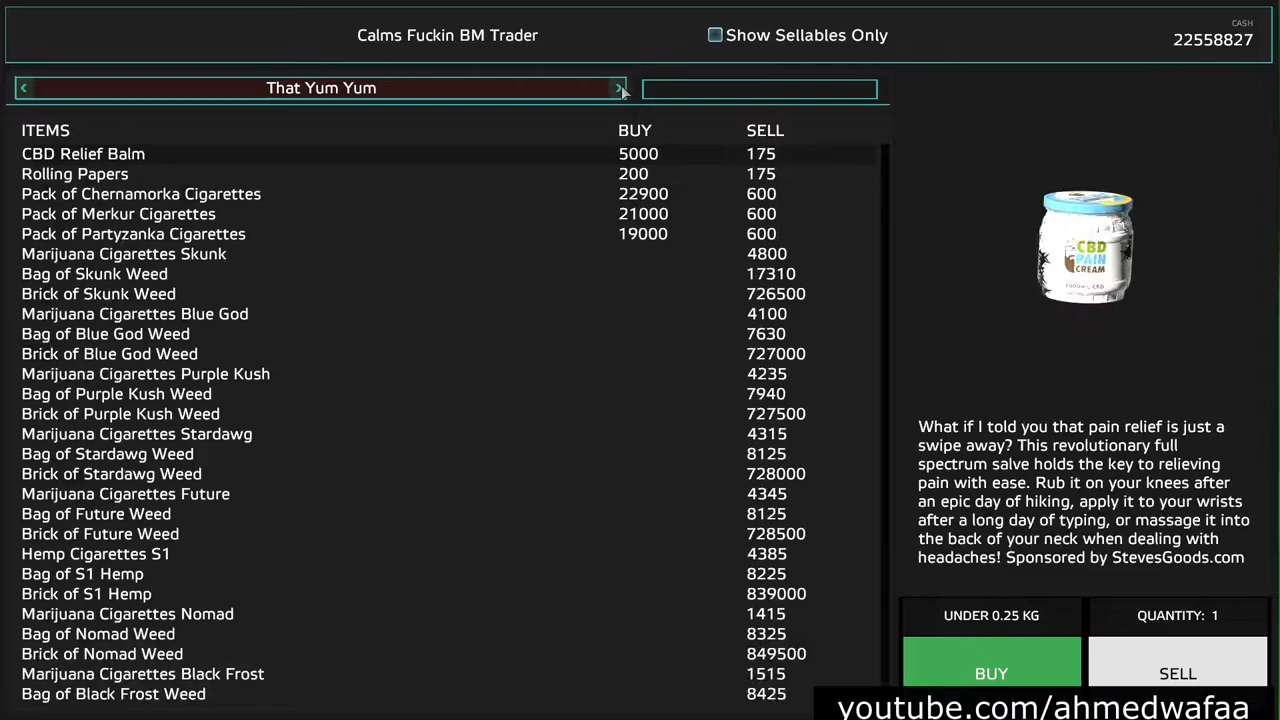 Calms Fuckin BM Trader
Show Sellables Only
CASH
22558827
< That Yum Yum >
ITEMS BUY SELL
CBD Relief Balm 5000 175
Rolling Papers 200 175
Pack of Chernamorka Cigarettes 22900 600
Pack of Merkur Cigarettes 21000 600
Pack of Partyzanka Cigarettes 19000 600
Marijuana Cigarettes Skunk 4800
Bag of Skunk Weed 17310
Brick of Skunk Weed 726500
Marijuana Cigarettes Blue God 4100
Bag of Blue God Weed 7630
Brick of Blue God Weed 727000
Marijuana Cigarettes Purple Kush 4235
Bag of Purple Kush Weed 7940
Brick of Purple Kush Weed 727500
Marijuana Cigarettes Stardawg 4315
Bag of Stardawg Weed 8125
Brick of Stardawg Weed 728000
Marijuana Cigarettes Future 4345
Bag of Future Weed 8125
Brick of Future Weed 728500
Hemp Cigarettes S1 4385
Bag of S1 Hemp 8225
Brick of S1 Hemp 839000
Marijuana Cigarettes Nomad 1415
Bag of Nomad Weed 8325
Brick of Nomad Weed 849500
Marijuana Cigarettes Black Frost 1515
Bag of Black Frost Weed 8425
CBD
PAIN
CREAM
What if I told you that pain relief is just a
swipe away? This revolutionary full
spectrum salve holds the key to relieving
pain with ease. Rub it on your knees after
an epic day of hiking, apply it to your wrists
after a long day of typing, or massage it into
the back of your neck when dealing with
headaches! Sponsored by StevesGoods.com
UNDER 0.25 KG
QUANTITY: 1
BUY
SELL
youtube.com/ahmedwafaa